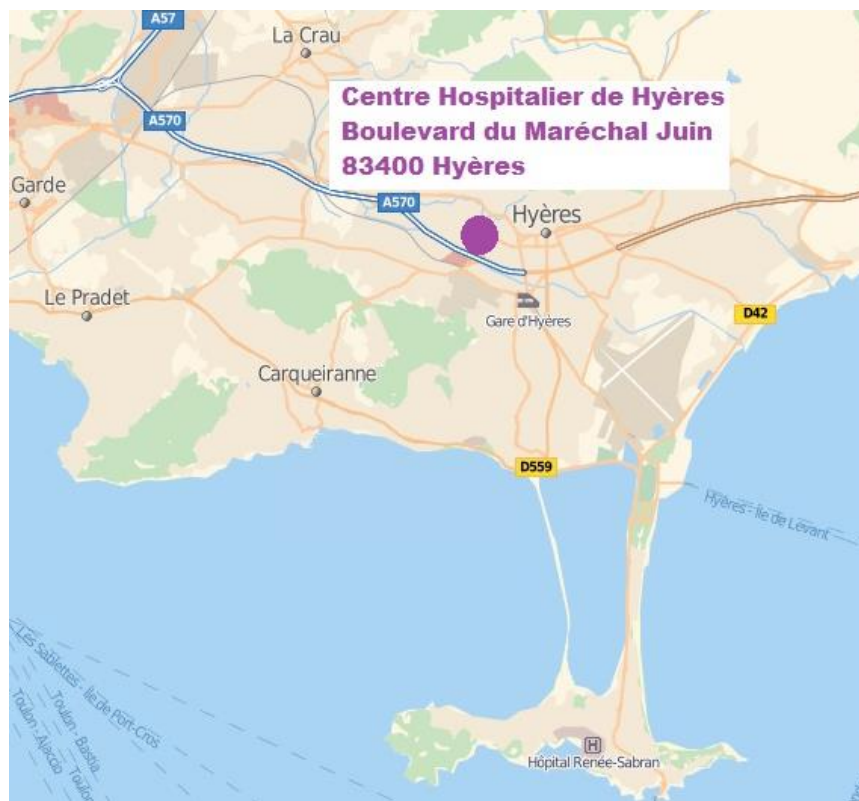 A57
La Crau
Centre Hospitalier de Hyères
Boulevard du Maréchal Juin
83400 Hyères
A570
Garde
A570
Hyères
Le Pradet
Gare d'Hyères
D42
Carqueiranne
D559
Hyères - Île de Levant
Les Sablettes - Île de Port-Cros
Toulon - Bastia
Toulon - Ajaccio
Toulo
Hôpital Renée-Sabran